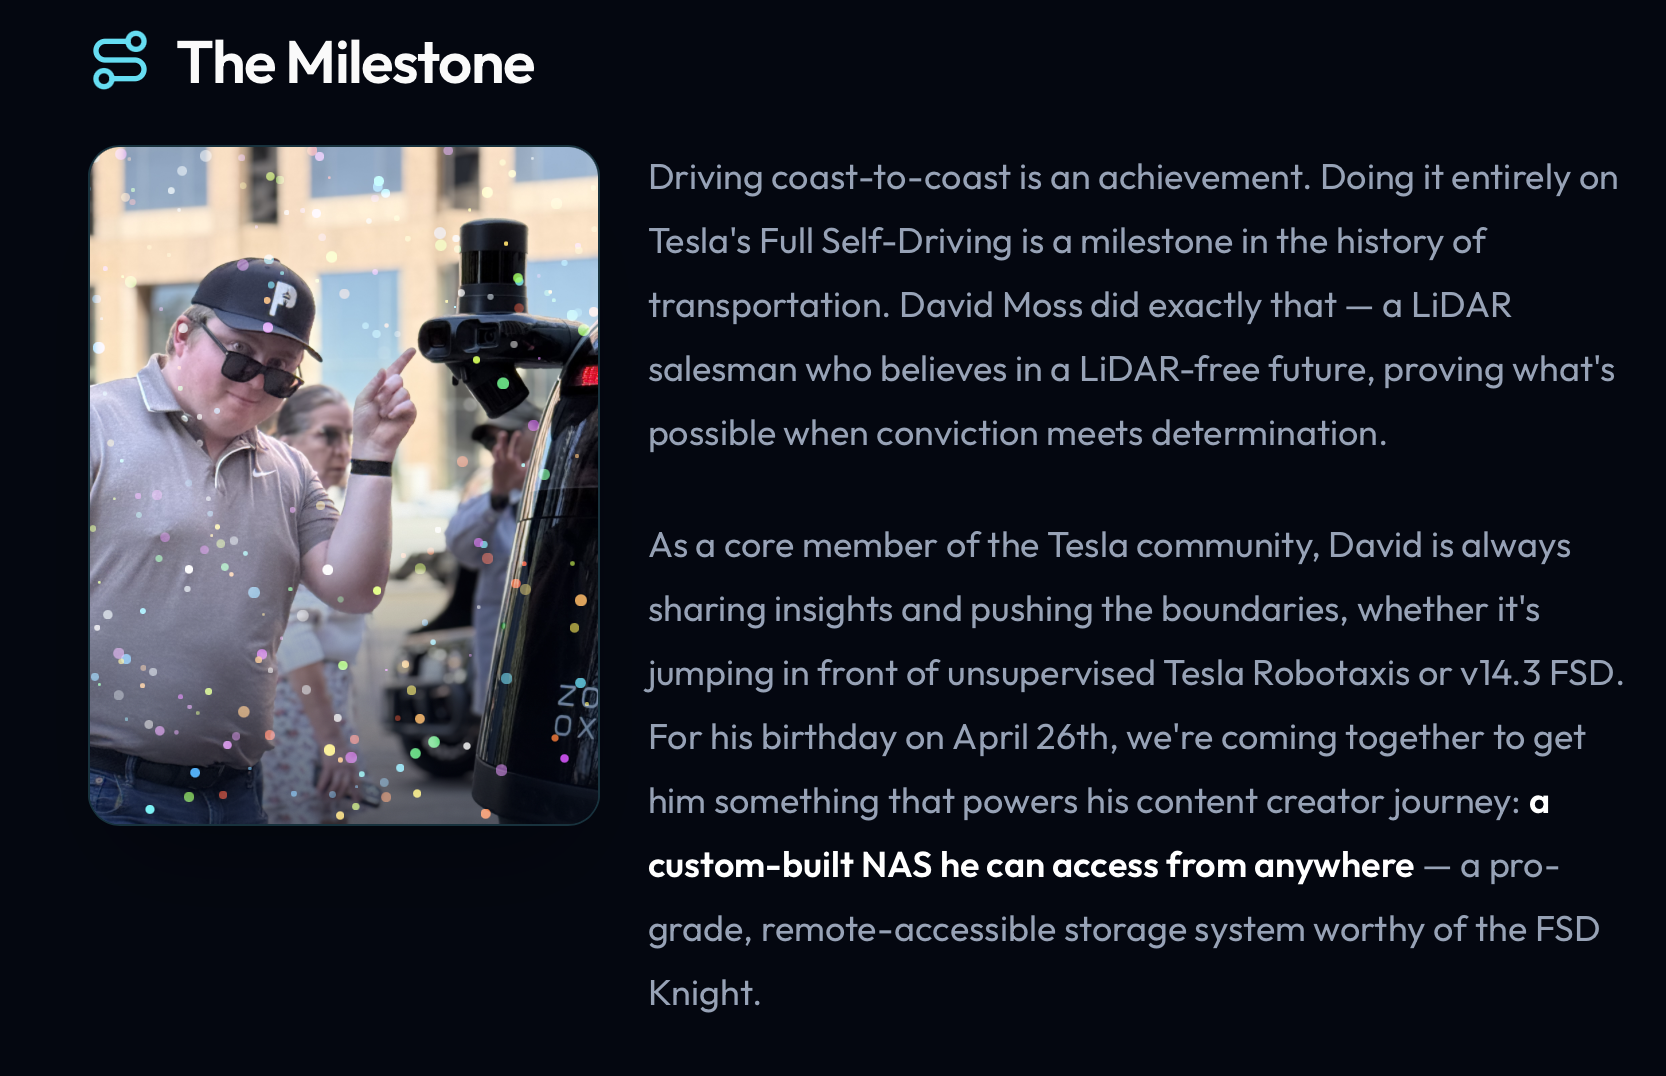 The Milestone
P
ZO
OX
Driving coast-to-coast is an achievement. Doing it entirely on
Tesla's Full Self-Driving is a milestone in the history of
transportation. David Moss did exactly that — a LiDAR
salesman who believes in a LiDAR-free future, proving what's
possible when conviction meets determination.
As a core member of the Tesla community, David is always
sharing insights and pushing the boundaries, whether it's
jumping in front of unsupervised Tesla Robotaxis or v14.3 FSD.
For his birthday on April 26th, we're coming together to get
him something that powers his content creator journey: a
custom-built NAS he can access from anywhere — a pro-
grade, remote-accessible storage system worthy of the FSD
Knight.